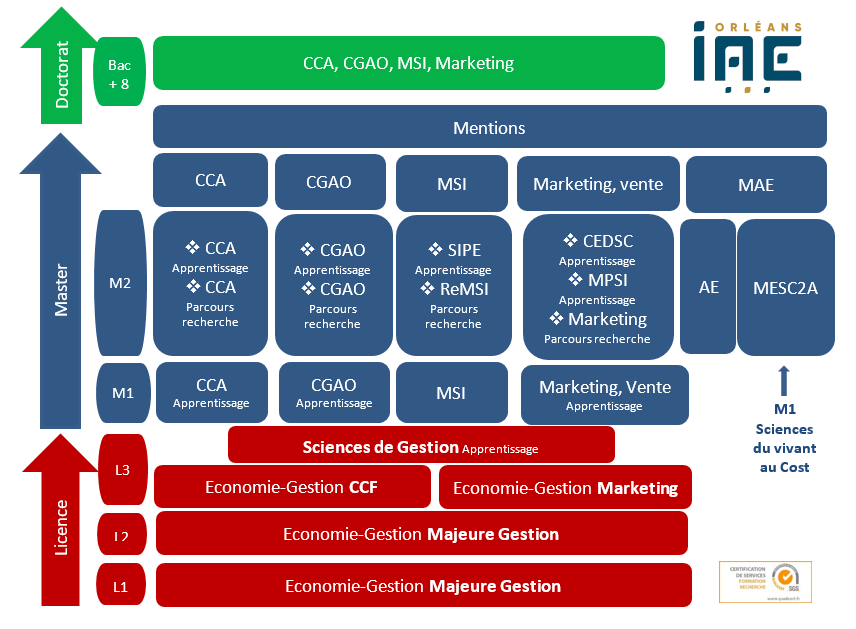 ORLÉANS
iAE
Doctorat
Bac
+ 8
CCA, CGAO, MSI, Marketing
Mentions
CCA
CGAO
MSI
Marketing, vente
MAE
Master
M2
❖ CCA
Apprentissage
❖ CCA
Parcours
recherche
❖ CGAO
Apprentissage
❖ CGAO
Parcours
recherche
❖ SIPE
Apprentissage
❖ ReMSI
Parcours
recherche
❖ CEDSC
Apprentissage
❖ MPSI
Apprentissage
❖ Marketing
Parcours recherche
AE
MESC2A
M1
CCA
Apprentissage
CGAO
Apprentissage
MSI
Marketing, Vente
Apprentissage
M1
Sciences
du vivant
au Cost
Licence
L3
Sciences de Gestion Apprentissage
Economie-Gestion CCF
Economie-Gestion Marketing
L2
Economie-Gestion Majeure Gestion
L1
Economie-Gestion Majeure Gestion
CERTIFICATION
DE SERVICES
FORMATION
RECHERCHE
SGS
www.qualicert.fr